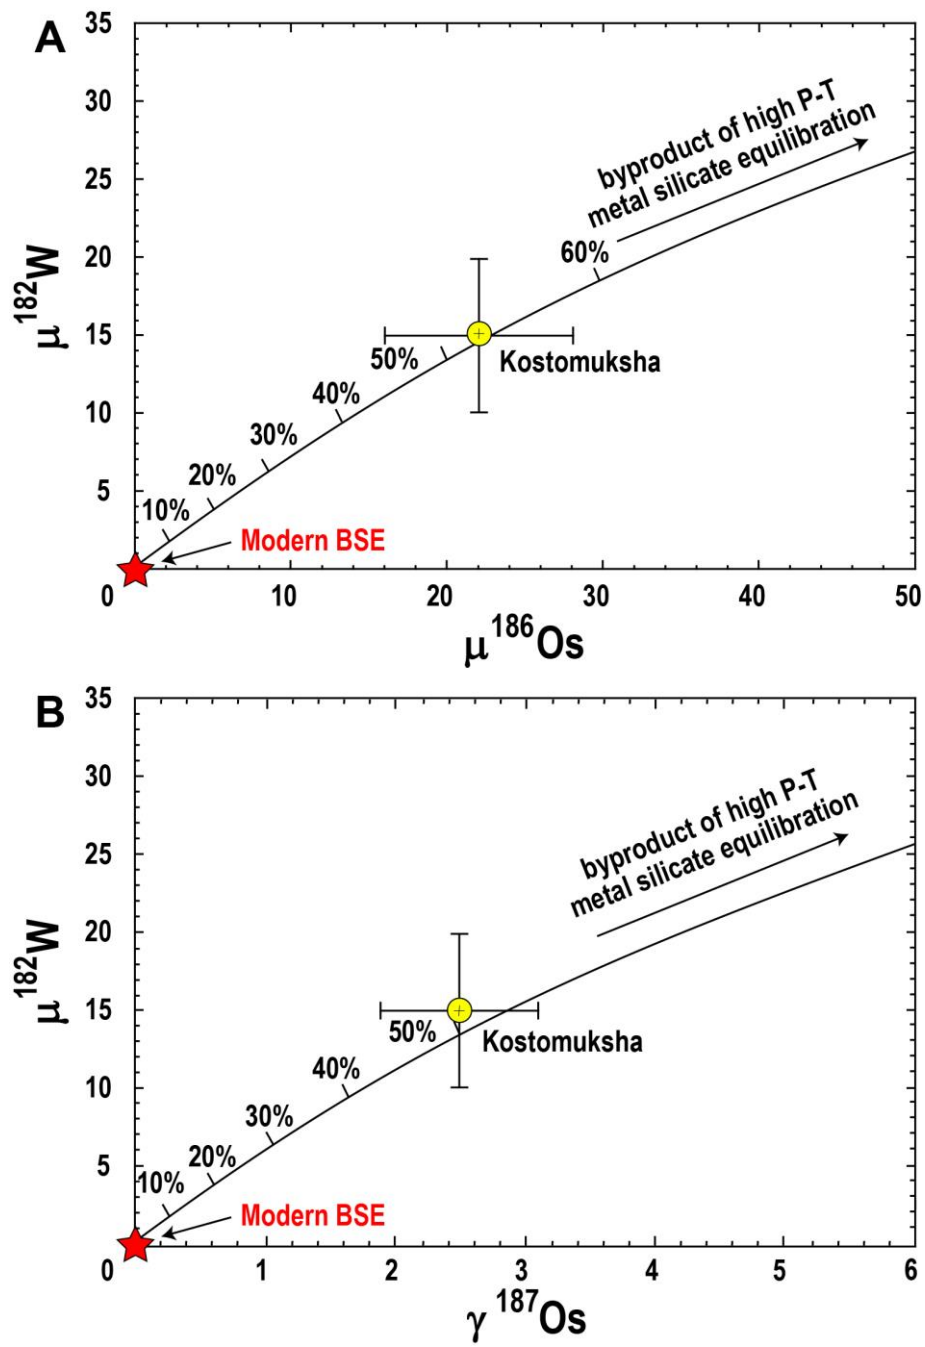 A
35
30
25
20
15
10
5
0
10
20
30
40
50
μ182W
μ186Os
byproduct of high P-T
metal silicate equilibration
60%
50%
40%
30%
20%
10%
Kostomuksha
Modern BSE
B
35
30
25
20
15
10
5
0
1
2
3
4
5
6
μ182W
γ 187Os
byproduct of high P-T
metal silicate equilibration
50%
40%
30%
20%
10%
Kostomuksha
Modern BSE